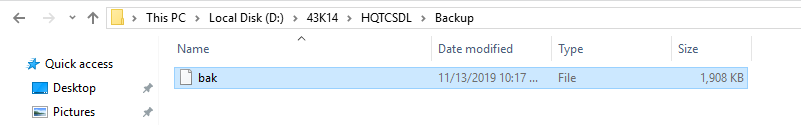 This PC > Local Disk (D:) > 43K14 > HQTCSDL > Backup
Name Date modified Type Size
Quick access
bak 11/13/2019 10:17 ... File 1,908 KB
Desktop
Pictures